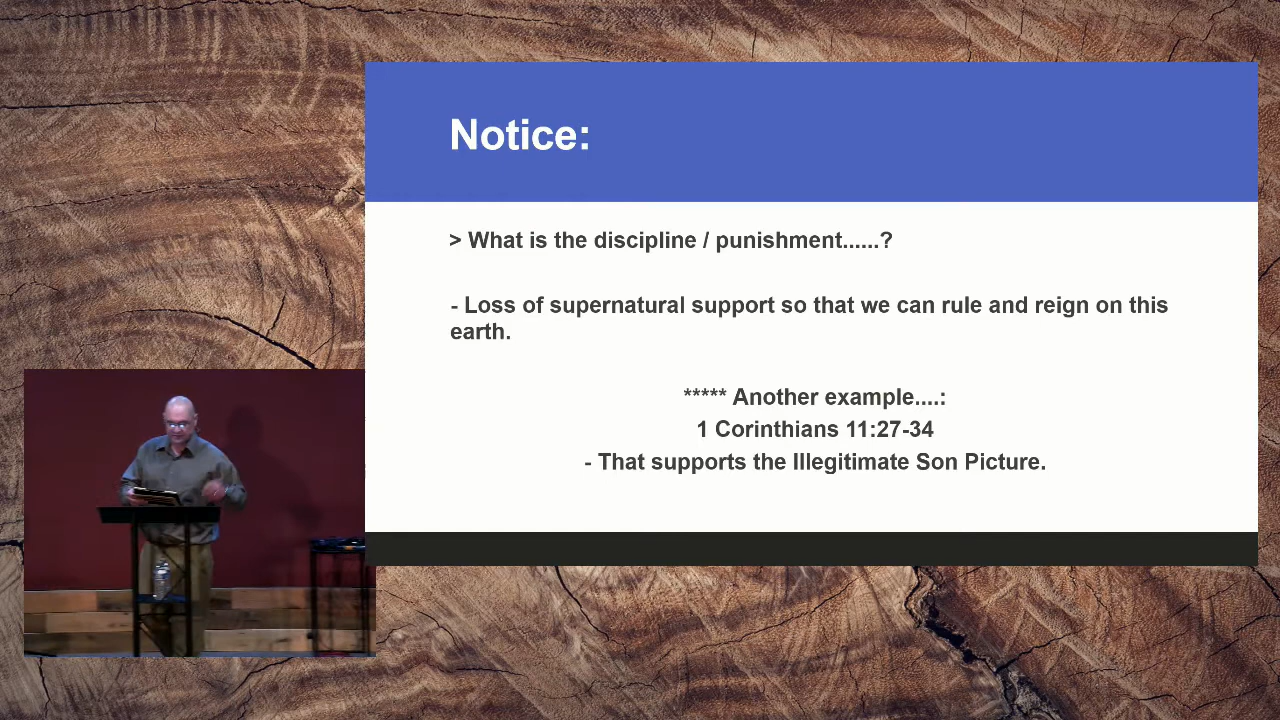 Notice:
> What is the discipline / punishment......?
- Loss of supernatural support so that we can rule and reign on this
earth.
***** Another example....:
1 Corinthians 11:27-34
- That supports the Illegitimate Son Picture.